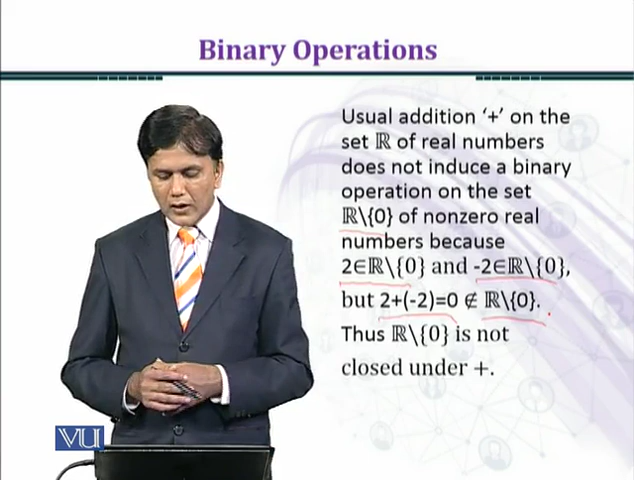 Binary Operations
Usual addition ‘+’ on the
set ℝ of real numbers
does not induce a binary
operation on the set
ℝ\{0} of nonzero real
numbers because
2∈ℝ\{0} and -2∈ℝ\{0},
but 2+(-2)=0 ∉ ℝ\{0}.
Thus ℝ\{0} is not
closed under +.
VU